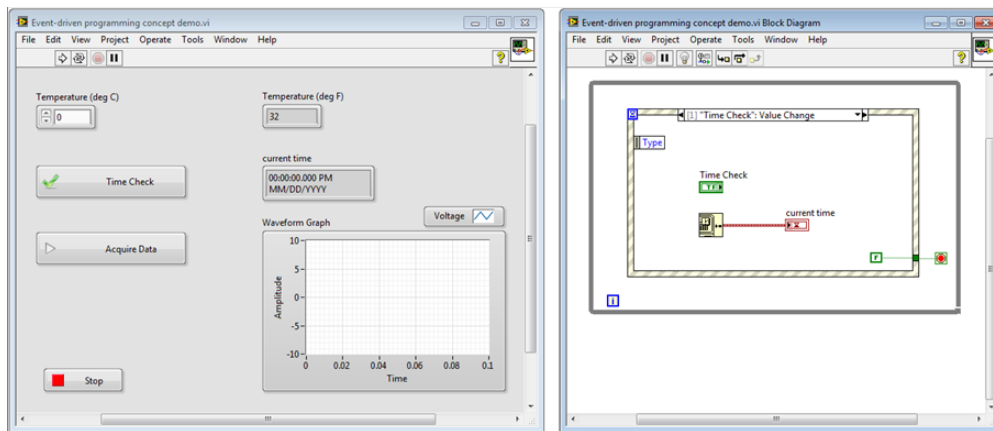 Event-driven programming concept demo.vi
File Edit View Project Operate Tools Window Help
Temperature (deg C)
0
Temperature (deg F)
32
Time Check
current time
00:00:00.000 PM
MM/DD/YYYY
Acquire Data
Waveform Graph
Voltage
Amplitude
10
5
0
-5
-10
0 0.02 0.04 0.06 0.08 0.1
Time
Stop
Event-driven programming concept demo.vi Block Diagram
File Edit View Project Operate Tools Window Help
[1] "Time Check": Value Change
Type
Time Check
TF
current time
F
i